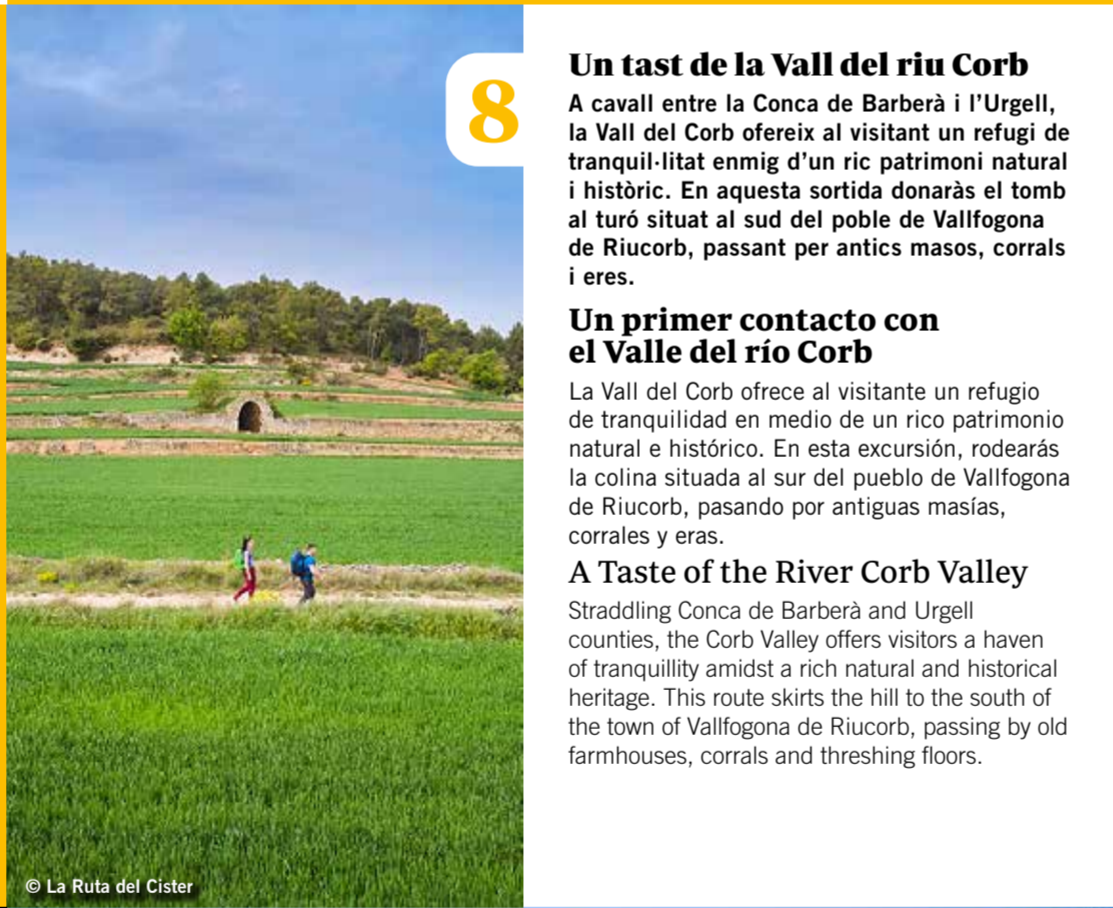 8
Un tast de la Vall del riu Corb
A cavall entre la Conca de Barberà i l’Urgell,
la Vall del Corb ofereix al visitant un refugi de
tranquil·litat enmig d’un ric patrimoni natural
i històric. En aquesta sortida donaràs el tomb
al turó situat al sud del poble de Vallfogona
de Riucorb, passant per antics masos, corrals
i eres.
Un primer contacto con
el Valle del río Corb
La Vall del Corb ofrece al visitante un refugio
de tranquilidad en medio de un rico patrimonio
natural e histórico. En esta excursión, rodearás
la colina situada al sur del pueblo de Vallfogona
de Riucorb, pasando por antiguas masías,
corrales y eras.
A Taste of the River Corb Valley
Straddling Conca de Barberà and Urgell
counties, the Corb Valley offers visitors a haven
of tranquillity amidst a rich natural and historical
heritage. This route skirts the hill to the south of
the town of Vallfogona de Riucorb, passing by old
farmhouses, corrals and threshing floors.
© La Ruta del Cister